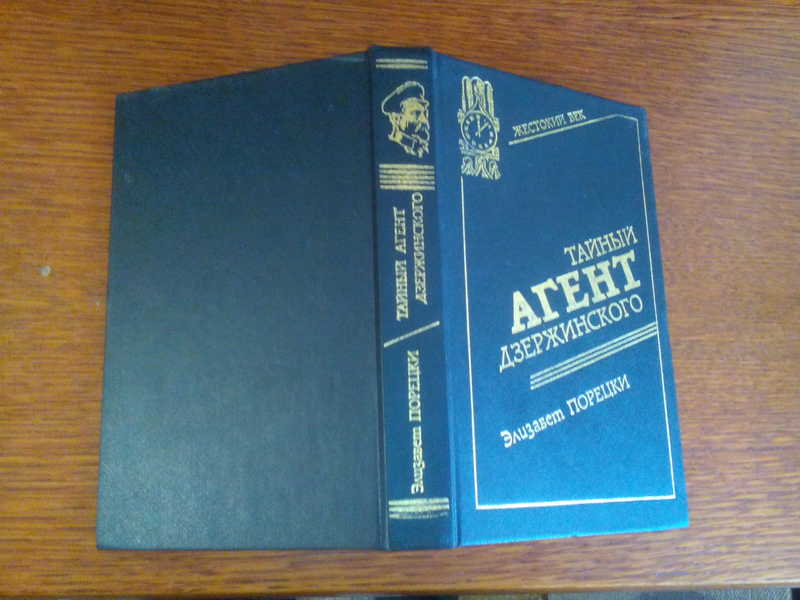 ТАЙНЫЙ АГЕНТ
ДЗЕРЖИНСКОГО
Элизабет ПОРЕЦКИ
ЖЕСТОКИЙ ВЕК
ТАЙНЫЙ
АГЕНТ
ДЗЕРЖИНСКОГО
Элизабет ПОРЕЦКИ